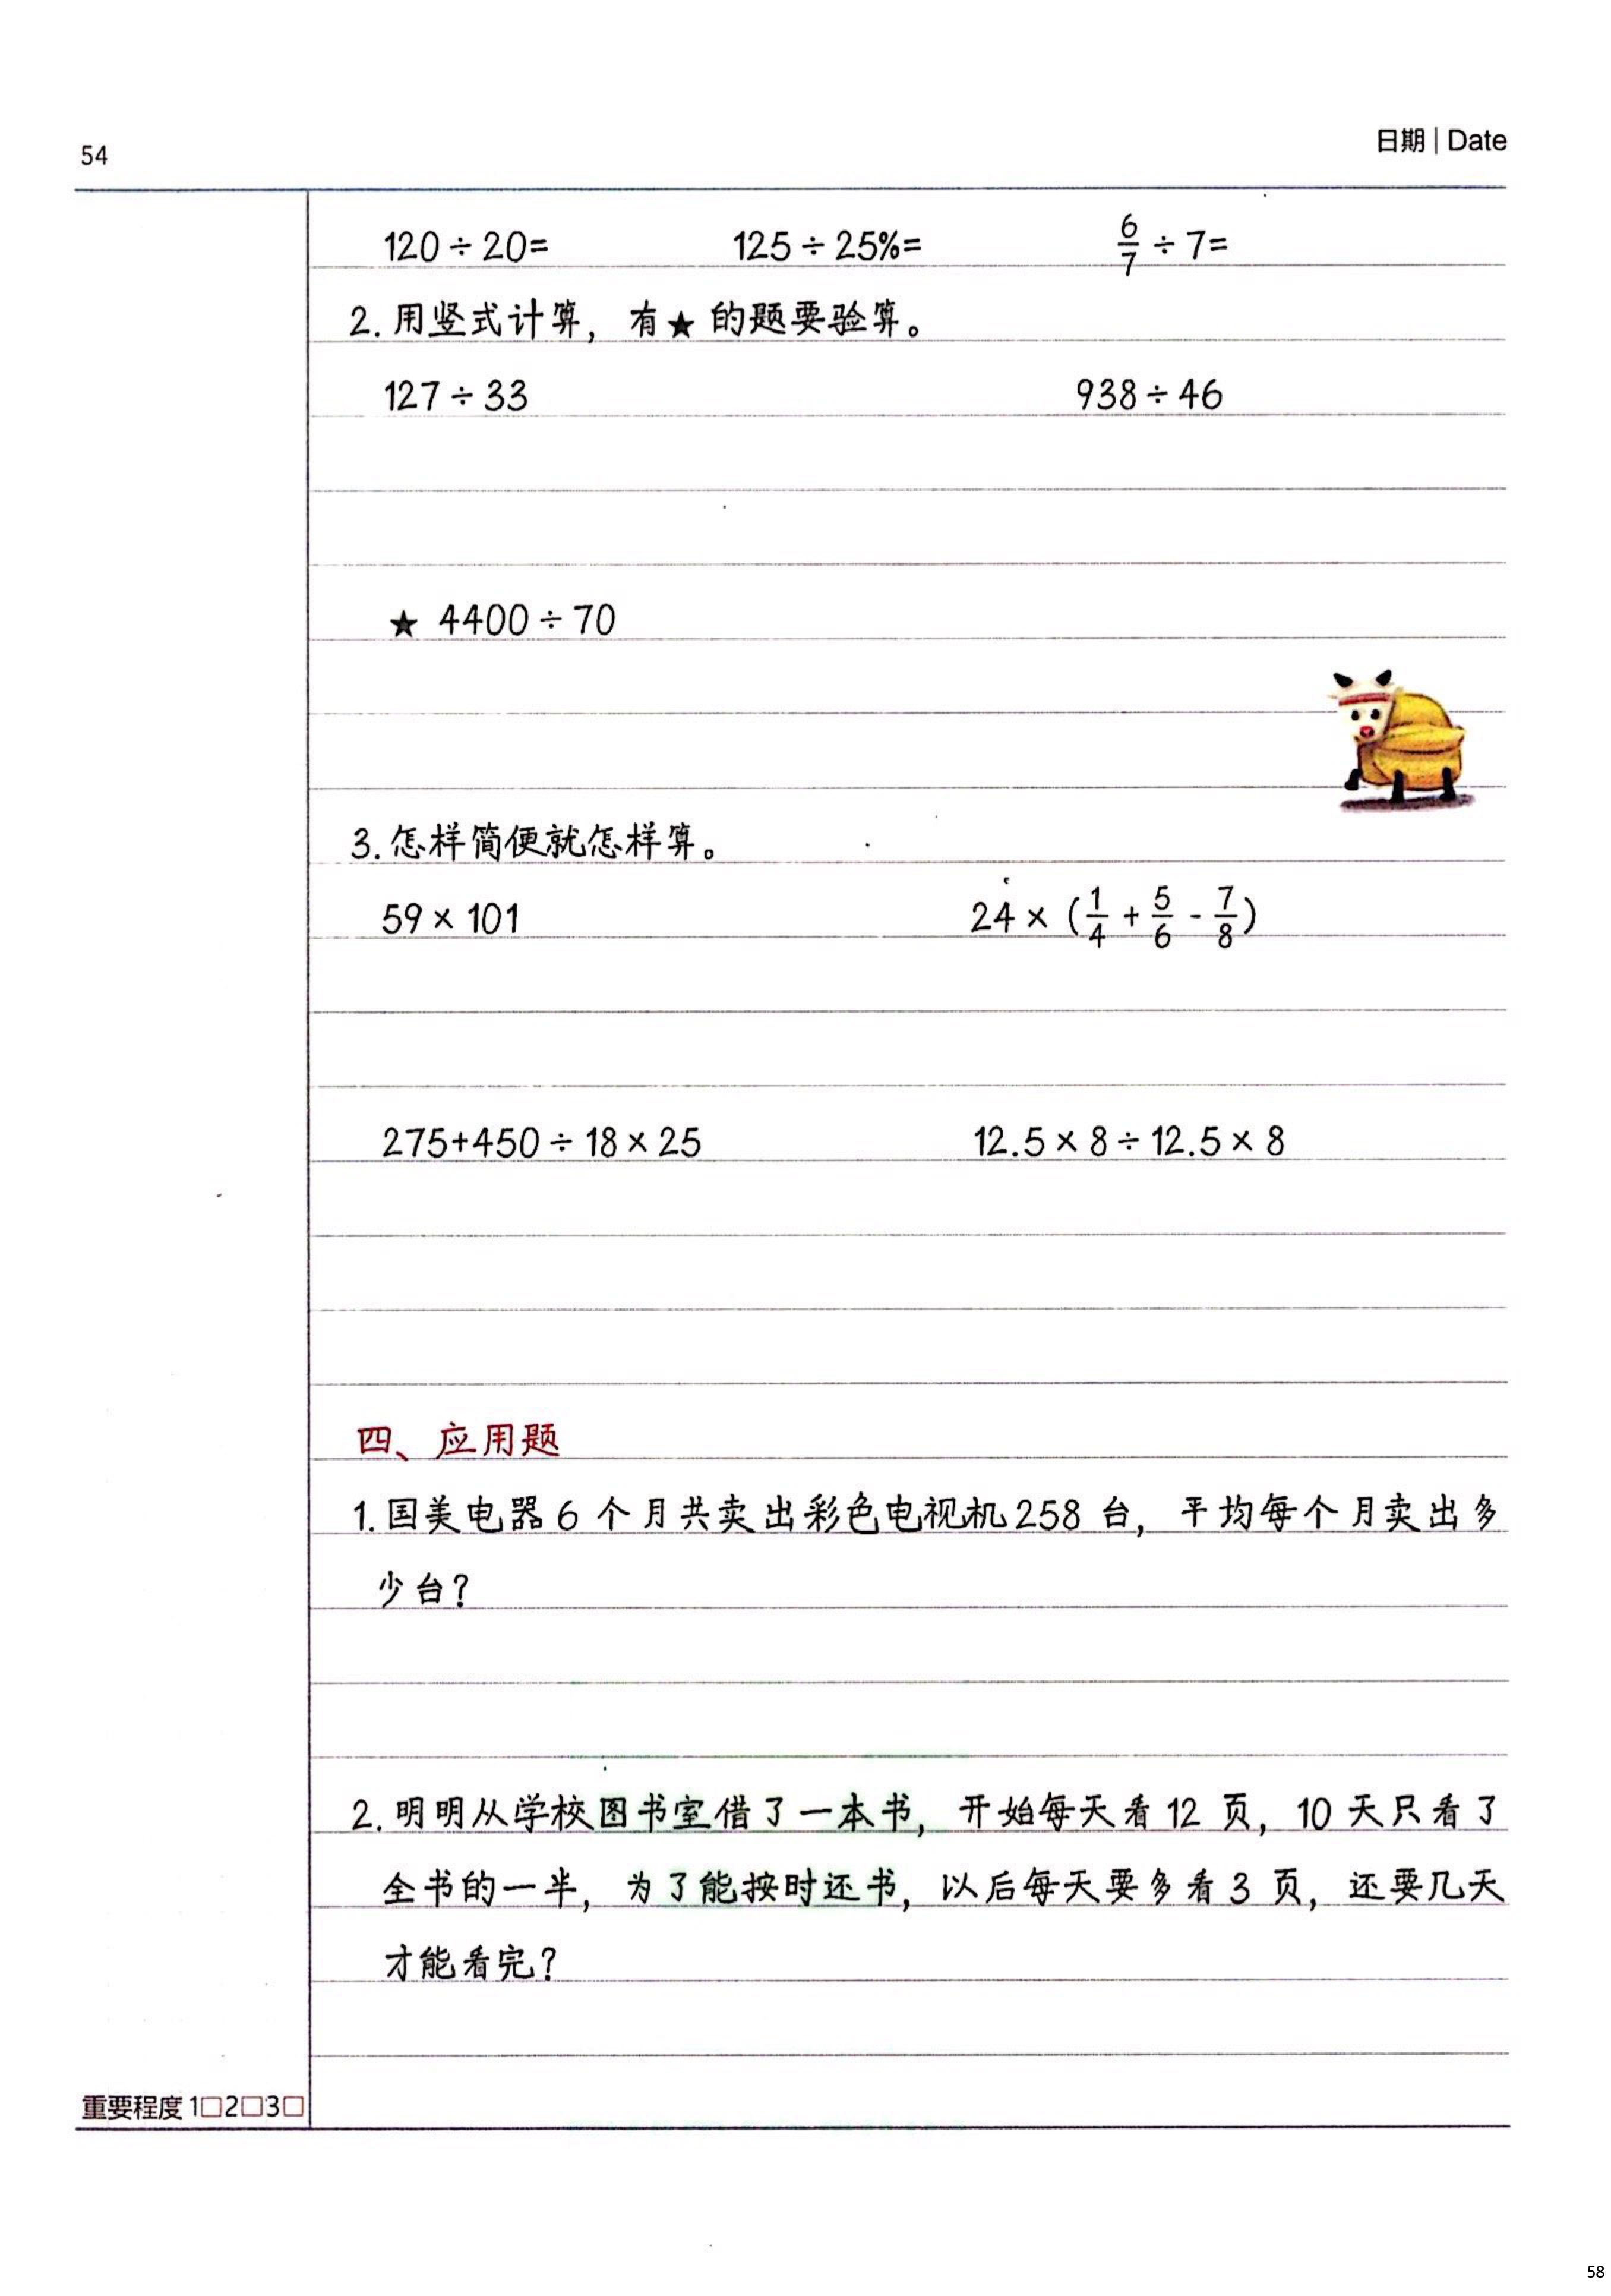 54
日期 | Date
120÷20= 125÷25%= 6/7÷7=
2.用竖式计算，有★的题要验算。
127÷33 938÷46
★ 4400÷70
3.怎样简便就怎样算。
59×101 24×(1/4+5/6-7/8)
275+450÷18×25 12.5×8÷12.5×8
四、应用题
1.国美电器6个月共卖出彩色电视机258台，平均每个月卖出多
少台？
2.明明从学校图书室借了一本书，开始每天看12页，10天只看了
全书的一半，为了能按时还书，以后每天要多看3页，还要几天
才能看完？
重要程度 1□2□3□
58